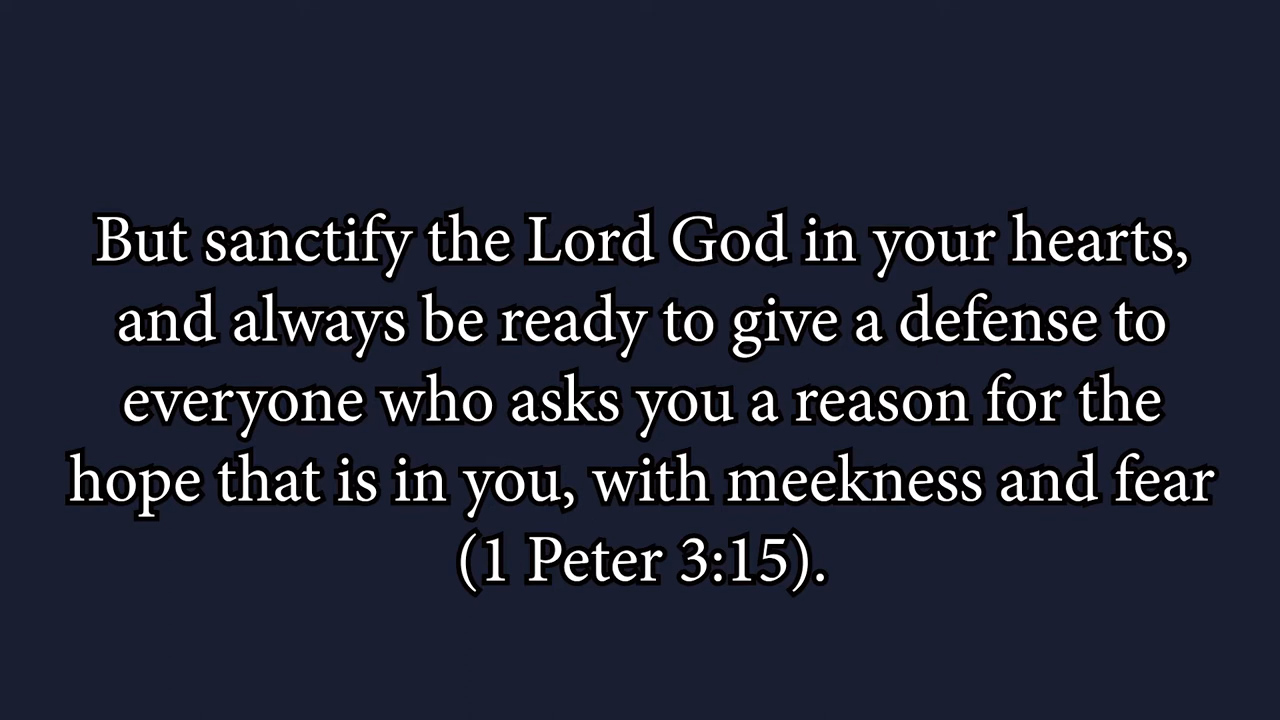 But sanctify the Lord God in your hearts,
and always be ready to give a defense to
everyone who asks you a reason for the
hope that is in you, with meekness and fear
(1 Peter 3:15).